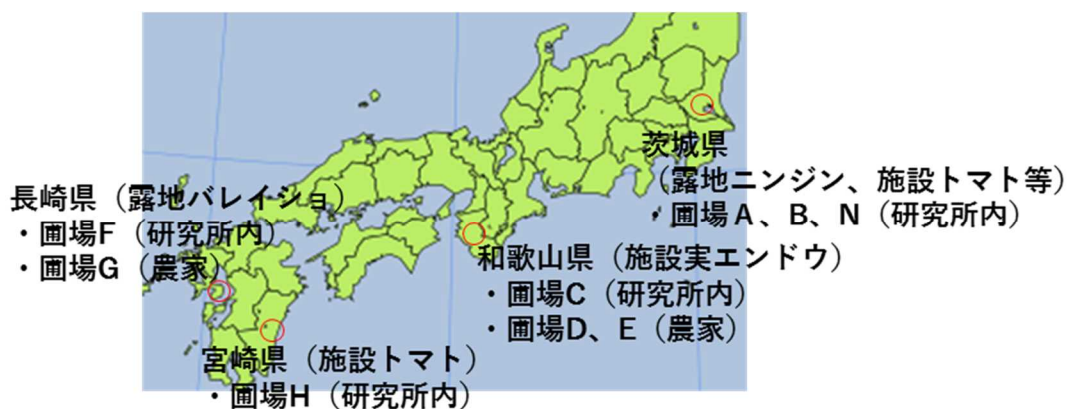 茨城県
（露地ニンジン、施設トマト等）
・圃場A、B、N（研究所内）
長崎県（露地バレイショ）
・圃場F（研究所内）
・圃場G（農家）
和歌山県（施設実エンドウ）
・圃場C（研究所内）
・圃場D、E（農家）
宮崎県（施設トマト）
・圃場H（研究所内）